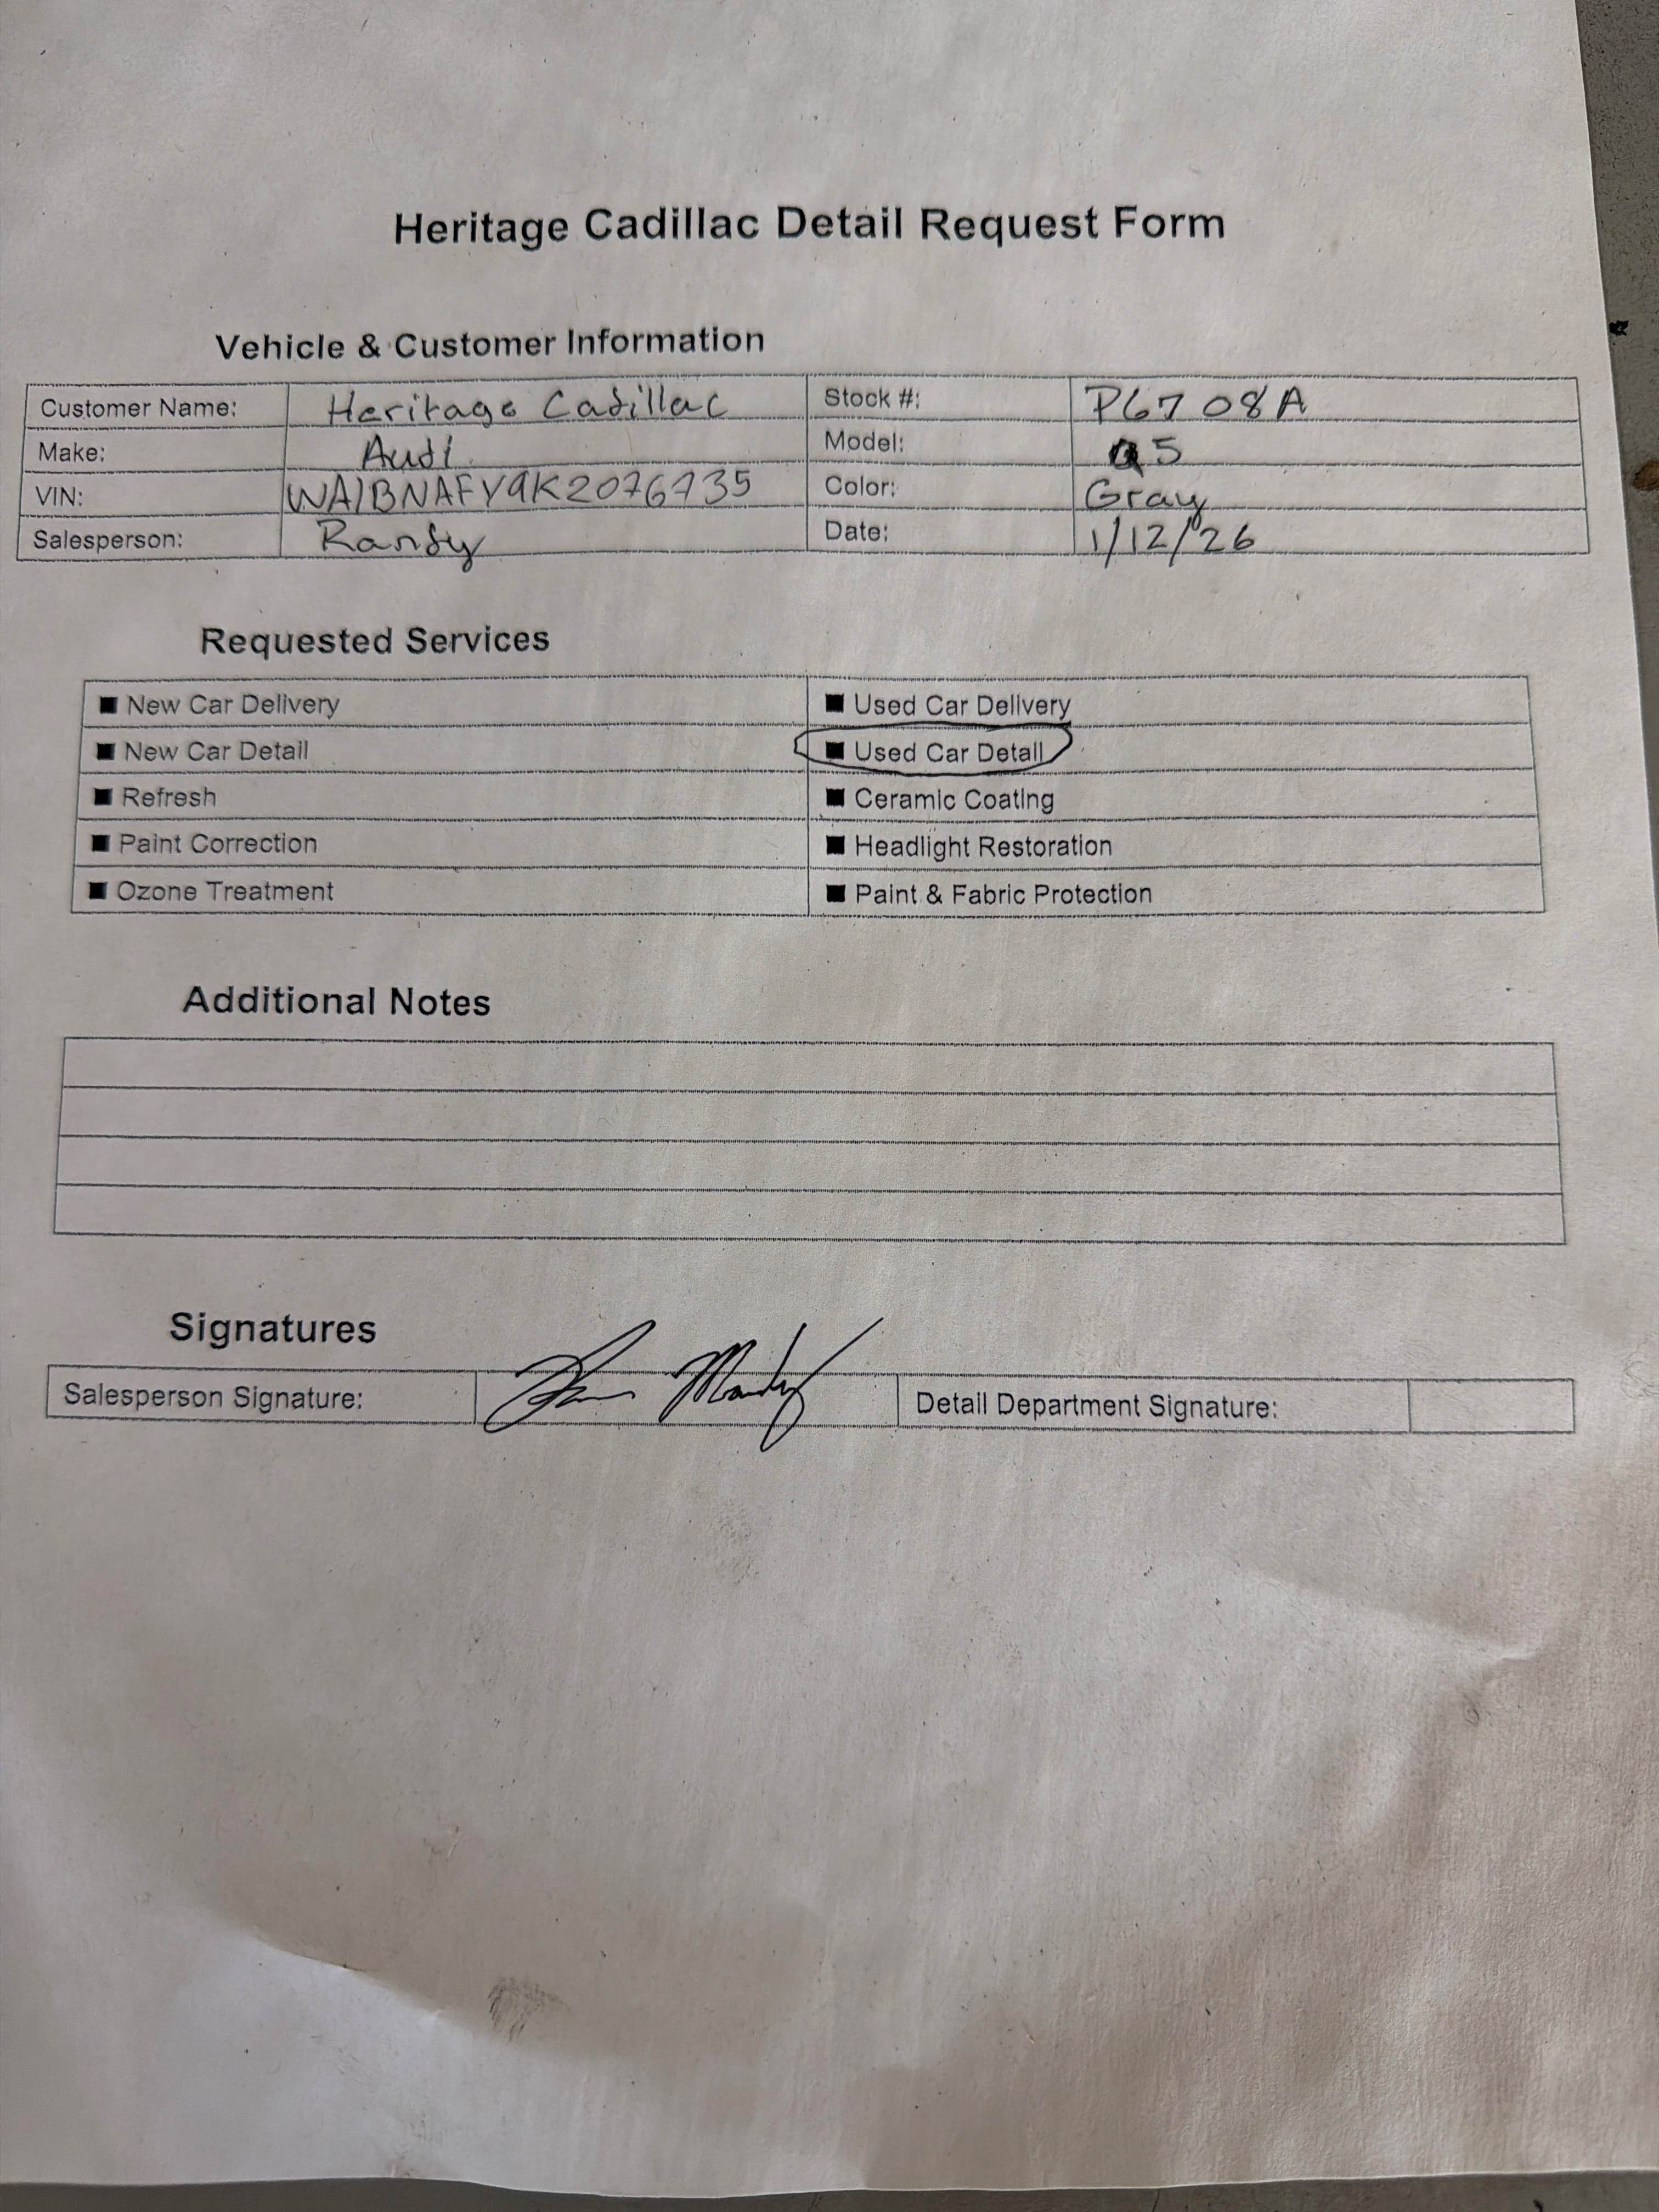 Heritage Cadillac Detail Request Form
Vehicle & Customer Information
Customer Name: Heritage Cadillac Stock #: P6708A
Make: Audi Model: Q5
VIN: WA1BNAFY9K2076735 Color: Gray
Salesperson: Randy Date: 1/12/26
Requested Services
■ New Car Delivery ■ Used Car Delivery
■ New Car Detail ■ Used Car Detail
■ Refresh ■ Ceramic Coating
■ Paint Correction ■ Headlight Restoration
■ Ozone Treatment ■ Paint & Fabric Protection
Additional Notes
Signatures
Salesperson Signature: Detail Department Signature: